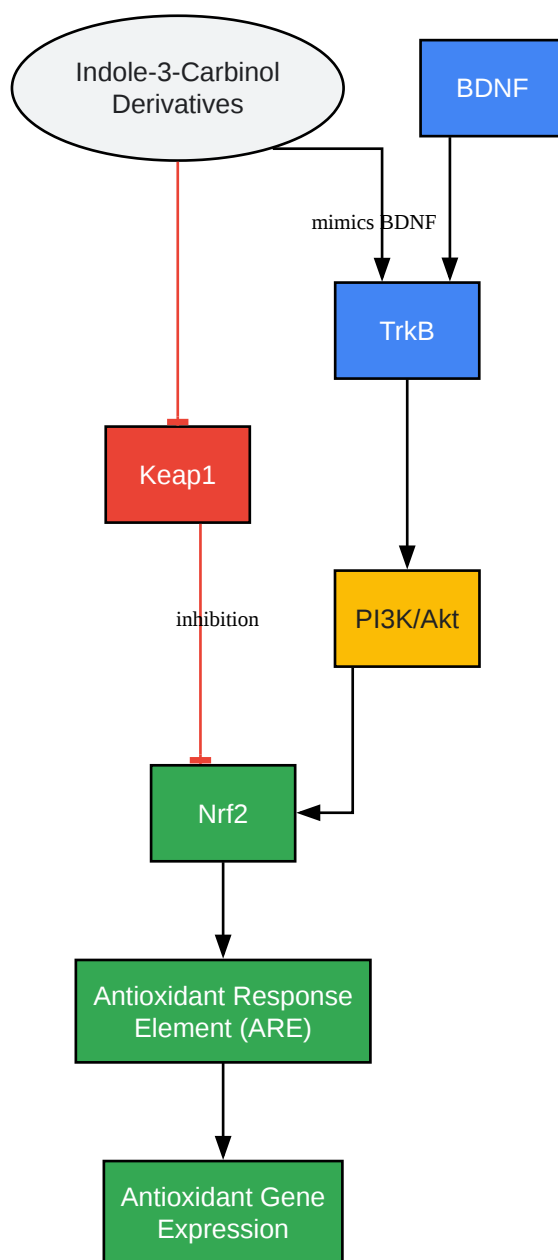 Indole-3-Carbinol
Derivatives
BDNF
mimics BDNF
TrkB
Keap1
inhibition
PI3K/Akt
Nrf2
Antioxidant Response
Element (ARE)
Antioxidant Gene
Expression